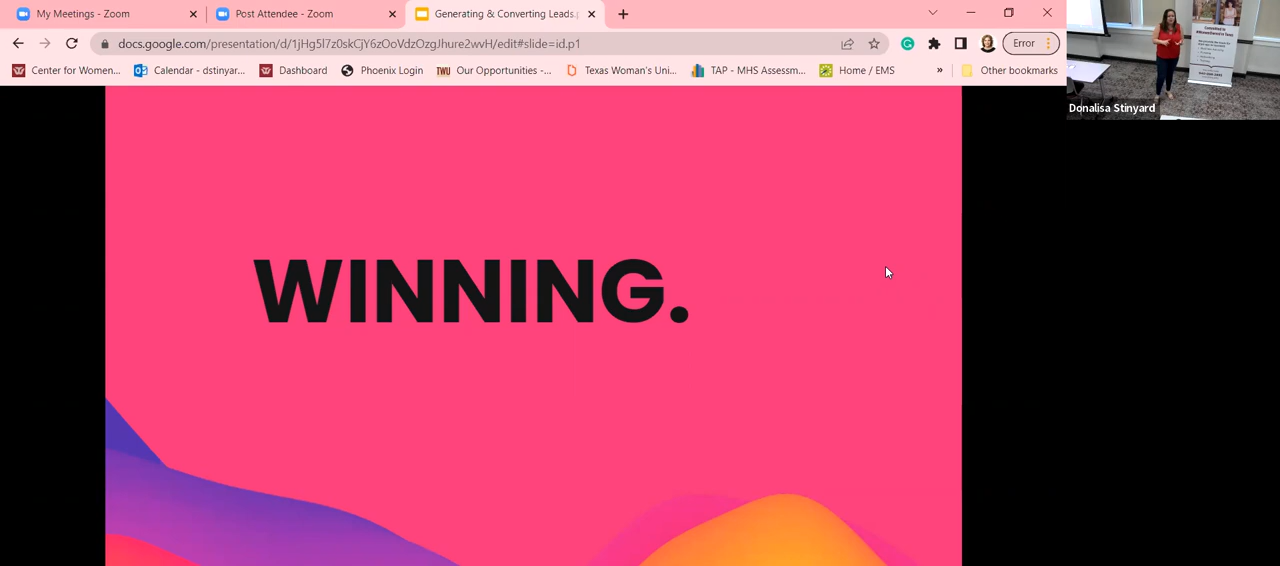 My Meetings - Zoom
Post Attendee - Zoom
Generating & Converting Leads.p
docs.google.com/presentation/d/1jHg5l7z0skCjY6zOoVdzOzgJhurezwvH/edit#slide=id.p1
Error
Center for Women...
Calendar - dstinyar...
Dashboard
Phoenix Login
TWU
Our Opportunities -...
Texas Woman's Uni...
TAP - MHS Assessm...
Home / EMS
»
Other bookmarks
Donalisa Stinyard
WINNING.